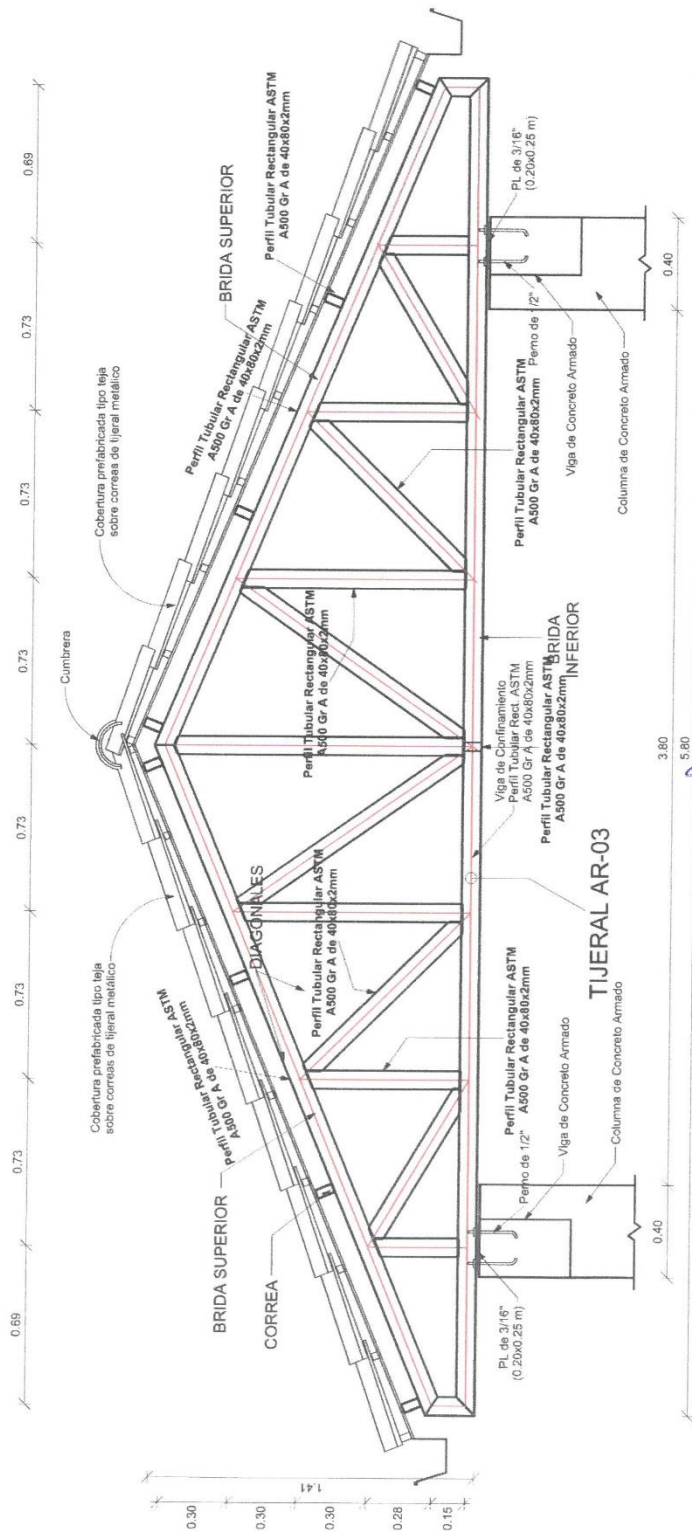 0.69
0.73
0.73
0.73
0.73
0.73
0.73
0.69
Cumbrera
Cobertura prefabricada tipo teja
sobre correas de tijeral metálico
Cobertura prefabricada tipo teja
sobre correas de tijeral metálico
Perfil Tubular Rectangular ASTM
A500 Gr A de 40x80x2mm
Perfil Tubular Rectangular ASTM
A500 Gr A de 40x80x2mm
BRIDA SUPERIOR
Perfil Tubular Rectangular ASTM
A500 Gr A de 40x80x2mm
BRIDA SUPERIOR
CORREA
DIAGONALES
Perfil Tubular Rectangular ASTM
A500 Gr A de 40x80x2mm
Perfil Tubular Rectangular ASTM
A500 Gr A de 40x80x2mm
1.41
0.30
0.30
0.30
0.28
0.15
PL de 3/16"
(0.20x0.25 m)
Perfil Tubular Rectangular ASTM
A500 Gr A de 40x80x2mm
Perno de 1/2"
Viga de Concreto Armado
Columna de Concreto Armado
0.40
TIJERAL AR-03
Viga de Confinamiento
Perfil Tubular Rect. ASTM
A500 Gr A de 40x80x2mm
Perfil Tubular Rectangular ASTM
A500 Gr A de 40x80x2mm
BRIDA
INFERIOR
Perfil Tubular Rectangular ASTM
A500 Gr A de 40x80x2mm
Perno de 1/2"
Viga de Concreto Armado
Columna de Concreto Armado
PL de 3/16"
(0.20x0.25 m)
0.40
3.80
5.80